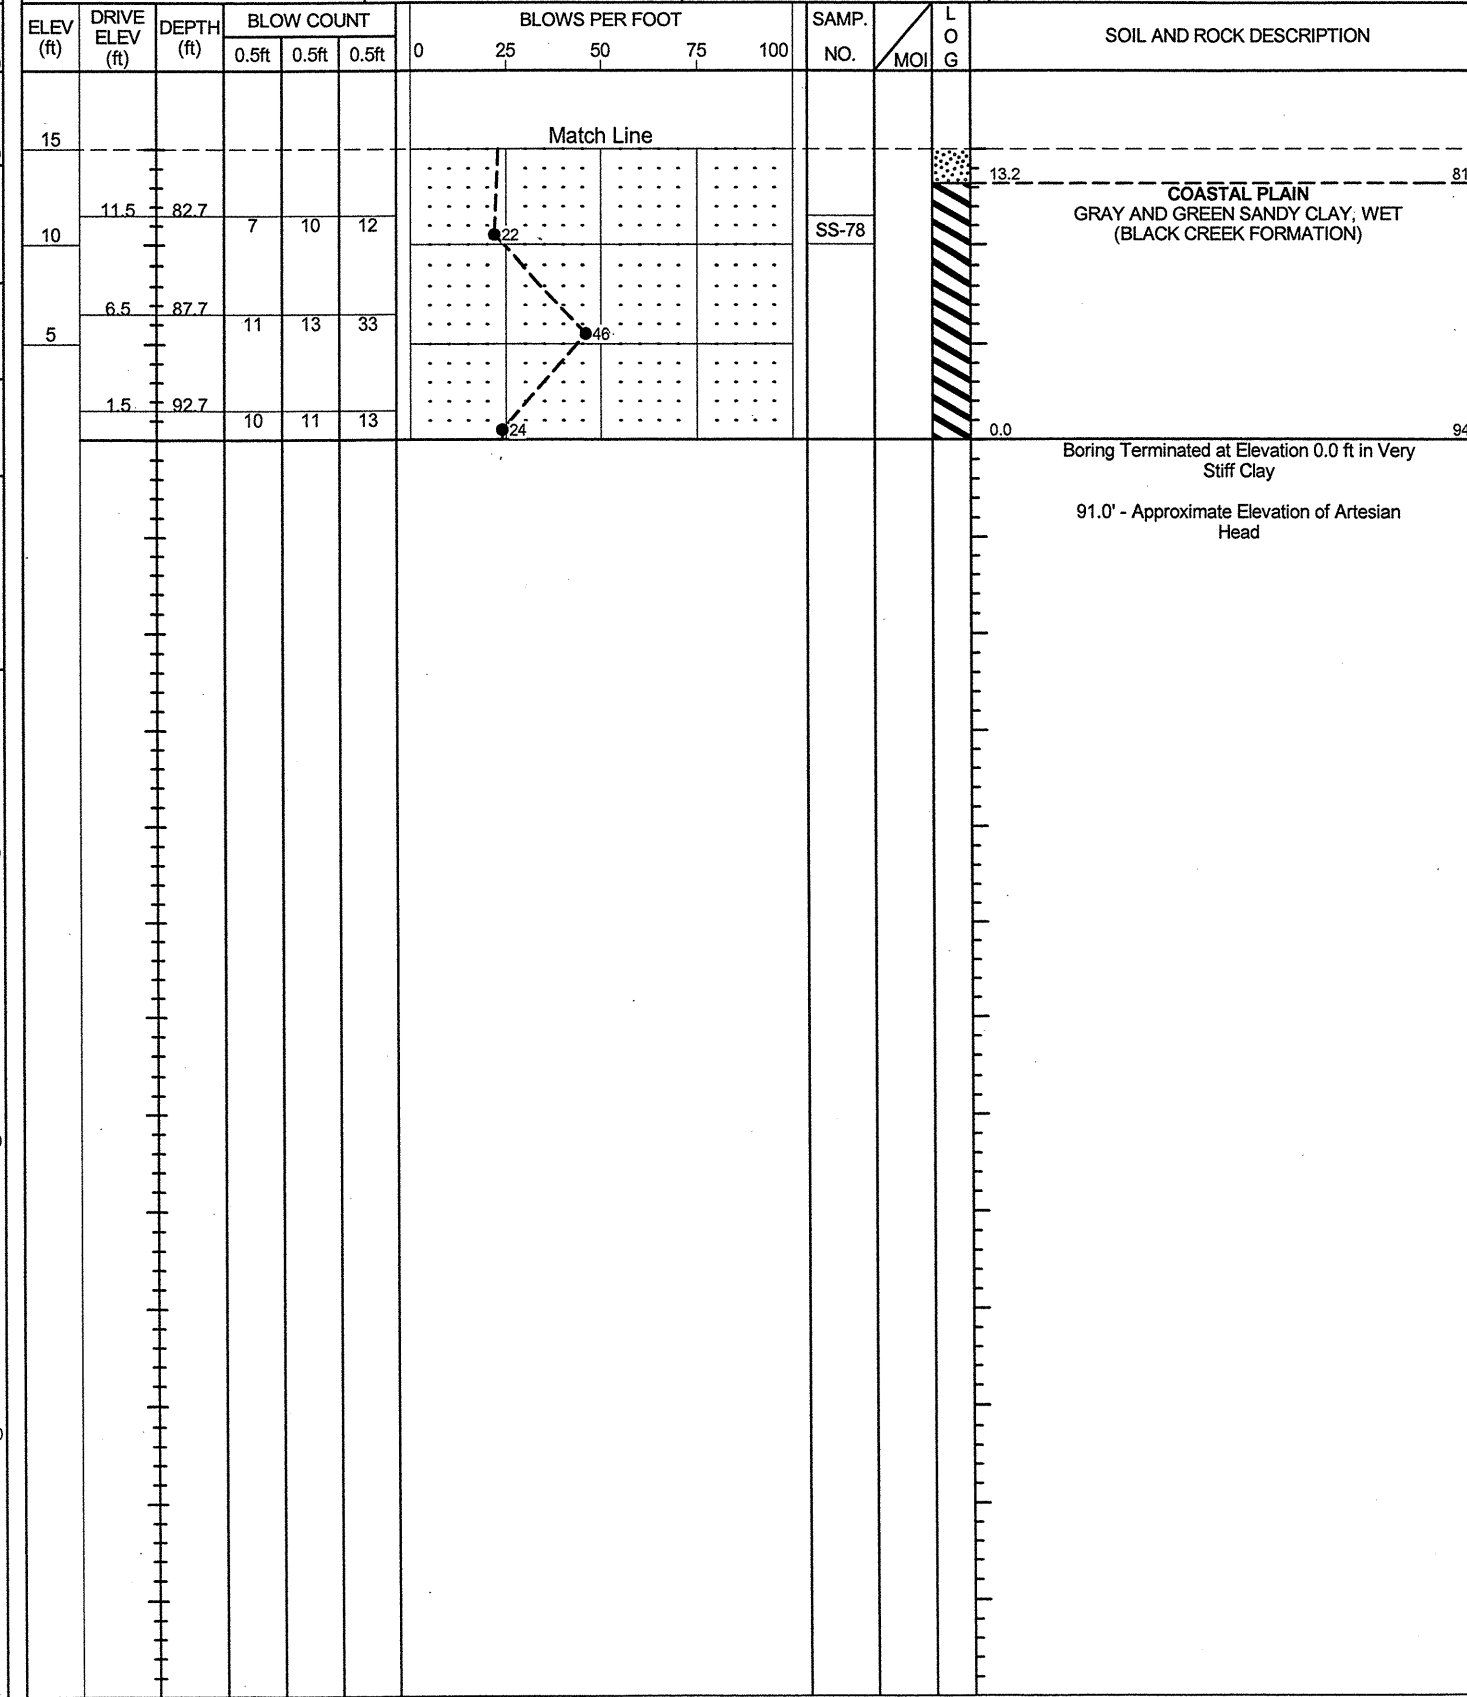 ELEV (ft) DRIVE ELEV (ft) DEPTH (ft) BLOW COUNT BLOWS PER FOOT SAMP. NO. MOI LOG SOIL AND ROCK DESCRIPTION
0.5ft 0.5ft 0.5ft 0 25 50 75 100
15 Match Line
13.2 81
COASTAL PLAIN
11.5 82.7 GRAY AND GREEN SANDY CLAY, WET
7 10 12 22 SS-78
10 (BLACK CREEK FORMATION)
6.5 87.7
11 13 33 46
5
1.5 92.7
10 11 13 24 0.0 94
Boring Terminated at Elevation 0.0 ft in Very
Stiff Clay
91.0' - Approximate Elevation of Artesian
Head